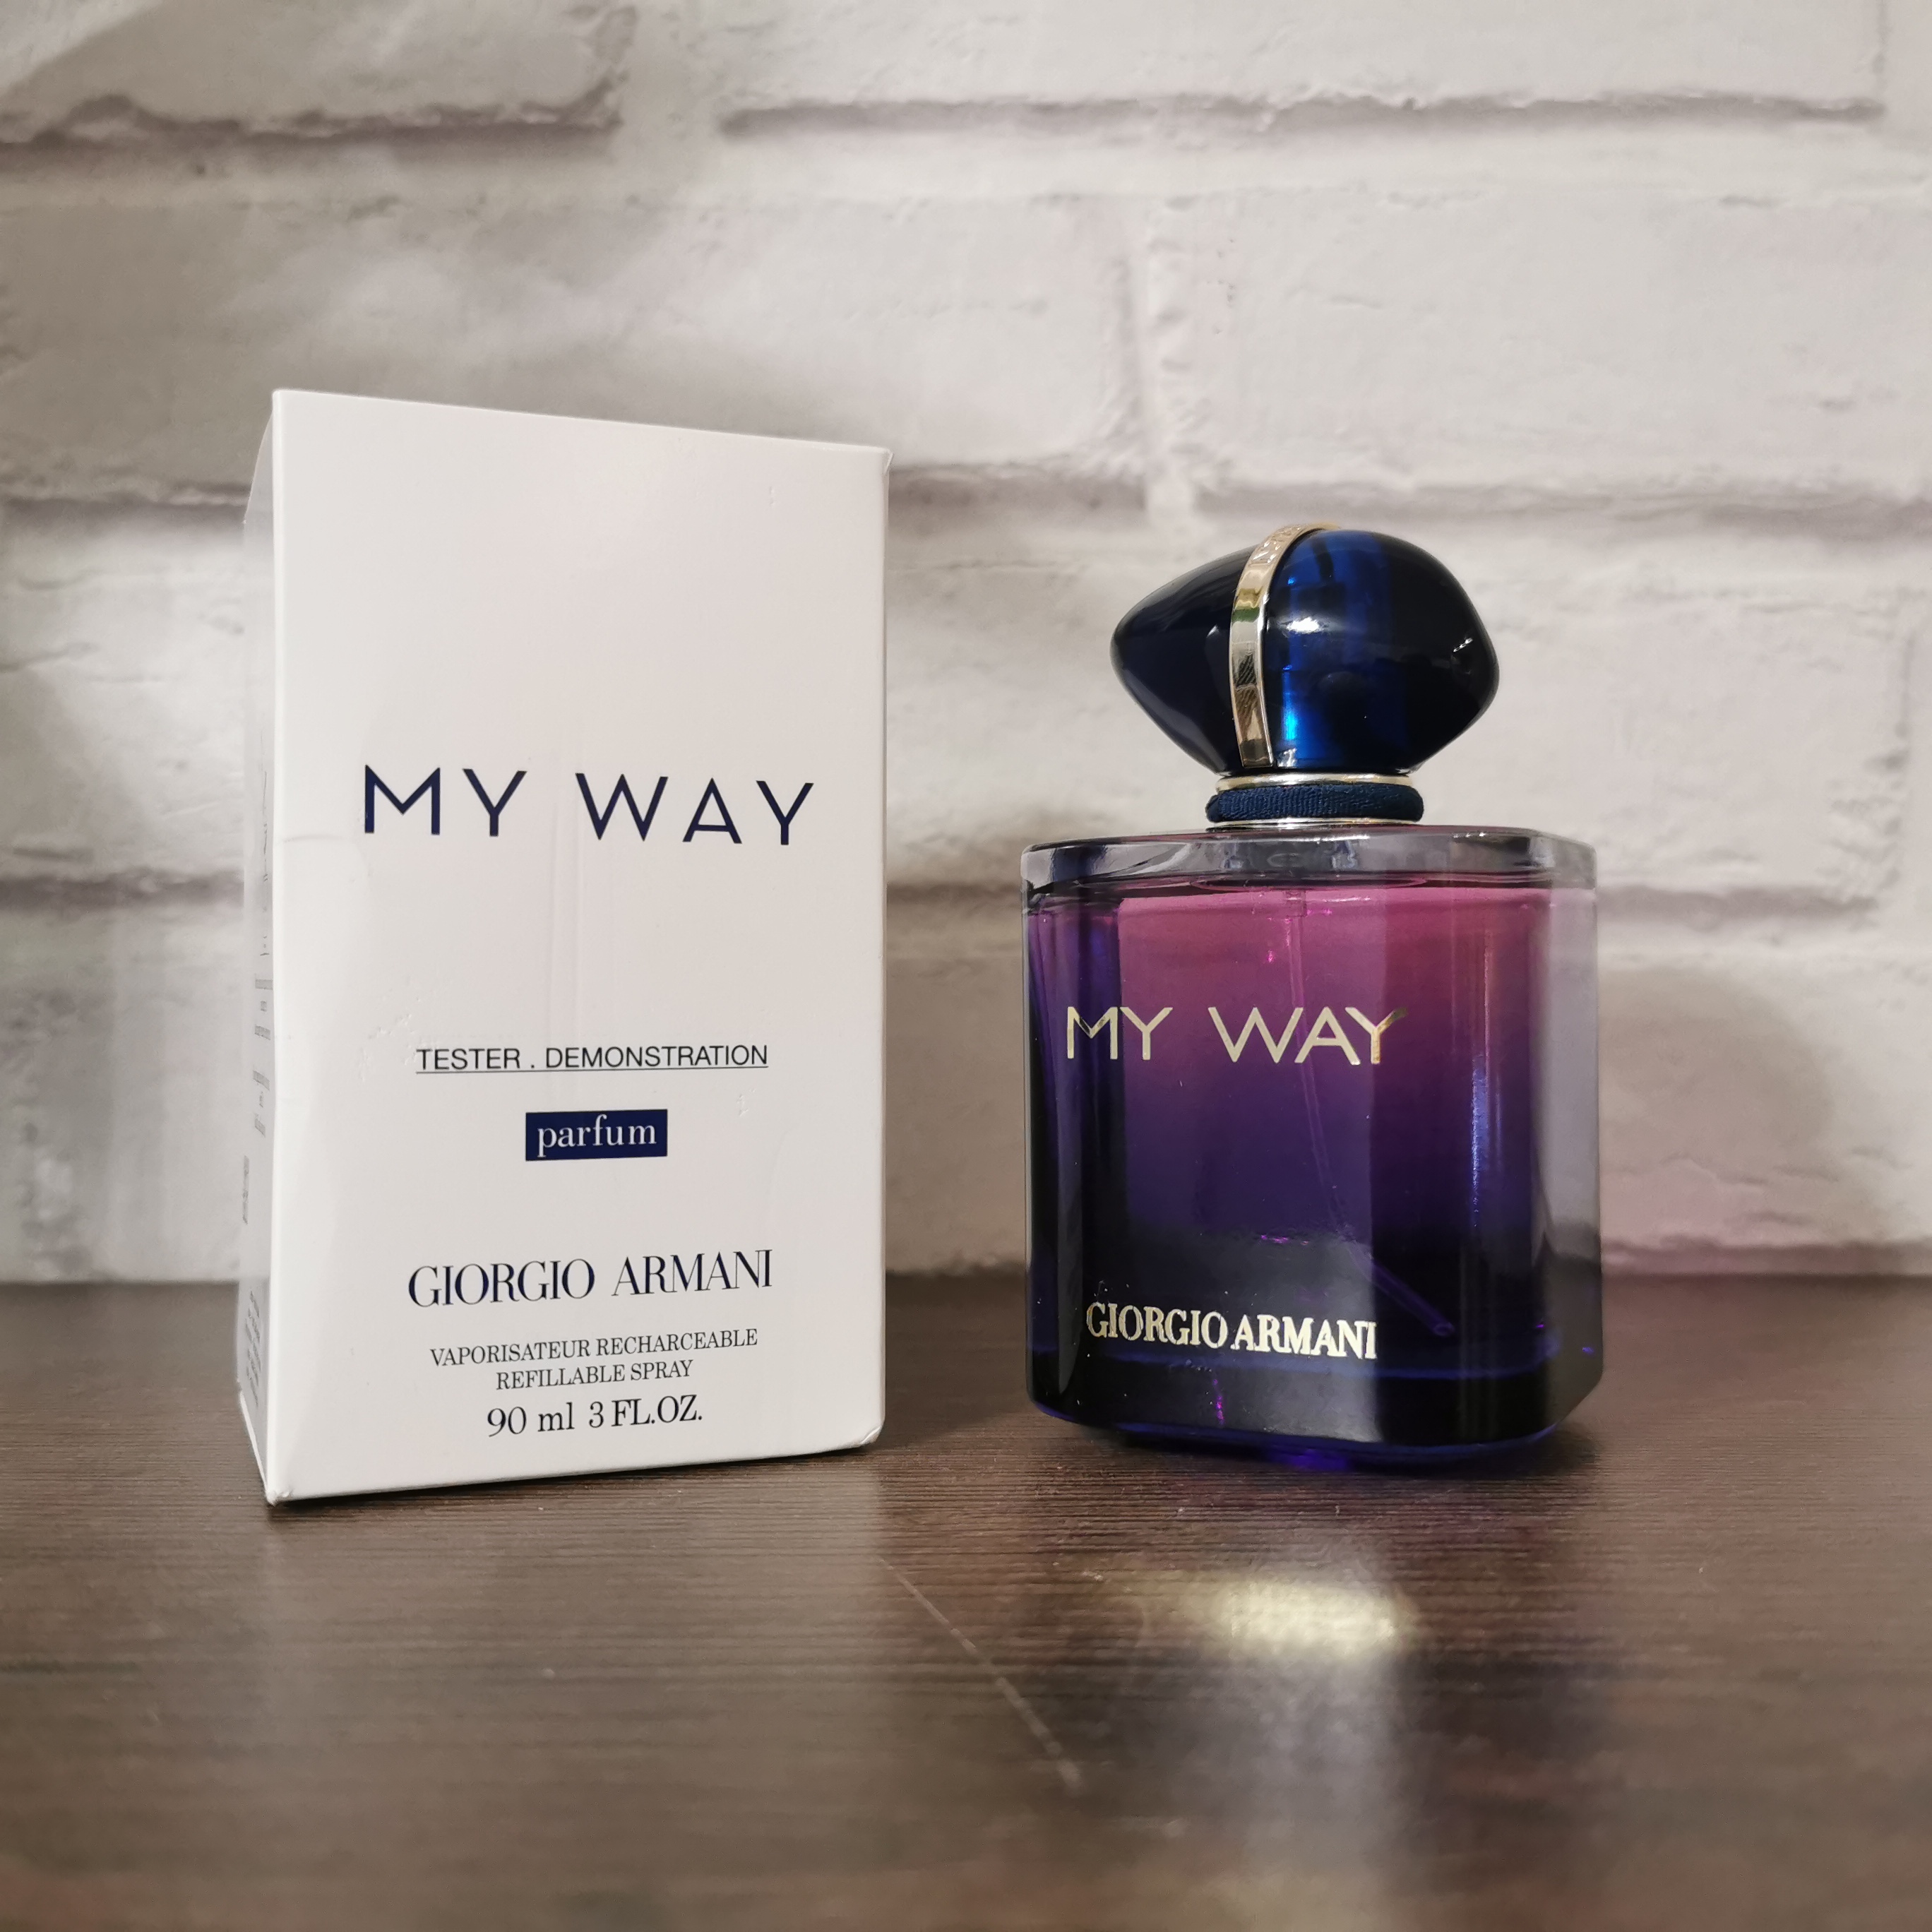 MY WAY
TESTER . DEMONSTRATION
parfum
GIORGIO ARMANI
VAPORISATEUR RECHARCEABLE
REFILLABLE SPRAY
90 ml 3 FL.OZ.
MY WAY
GIORGIO ARMANI